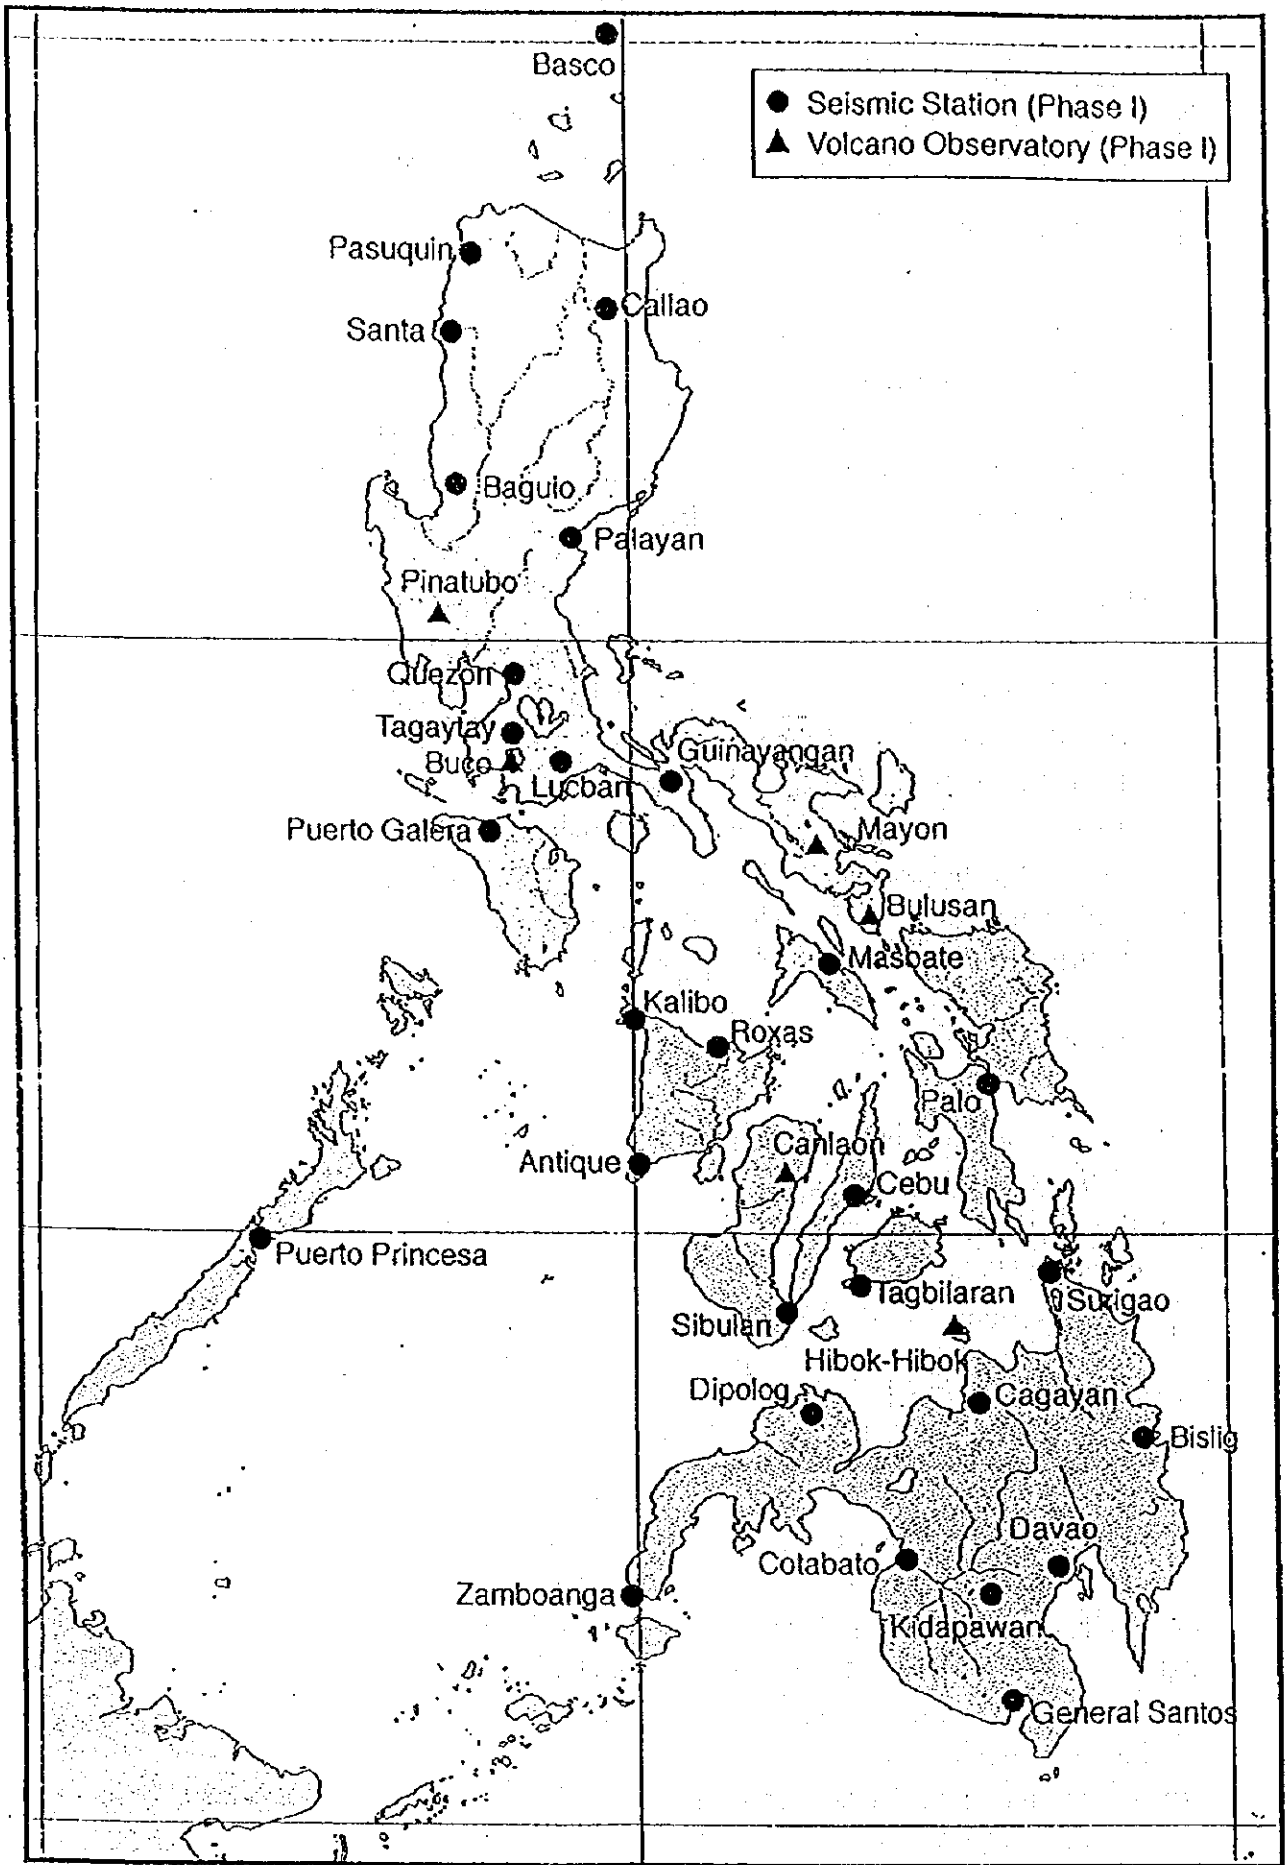 Basco
● Seismic Station (Phase I)
▲ Volcano Observatory (Phase I)
Pasuquin
Callao
Santa
Baguio
Palayan
Pinatubo
Quezon
Tagaytay
Guinayangan
Buco
Lucban
Mayon
Puerto Galera
Bulusan
Masbate
Kalibo
Roxas
Palo
Canlaon
Antique
Cebu
Puerto Princesa
Tagbilaran
Surigao
Sibulan
Hibok-Hibok
Dipolog
Cagayan
Bislig
Davao
Cotabato
Zamboanga
Kidapawan
General Santos